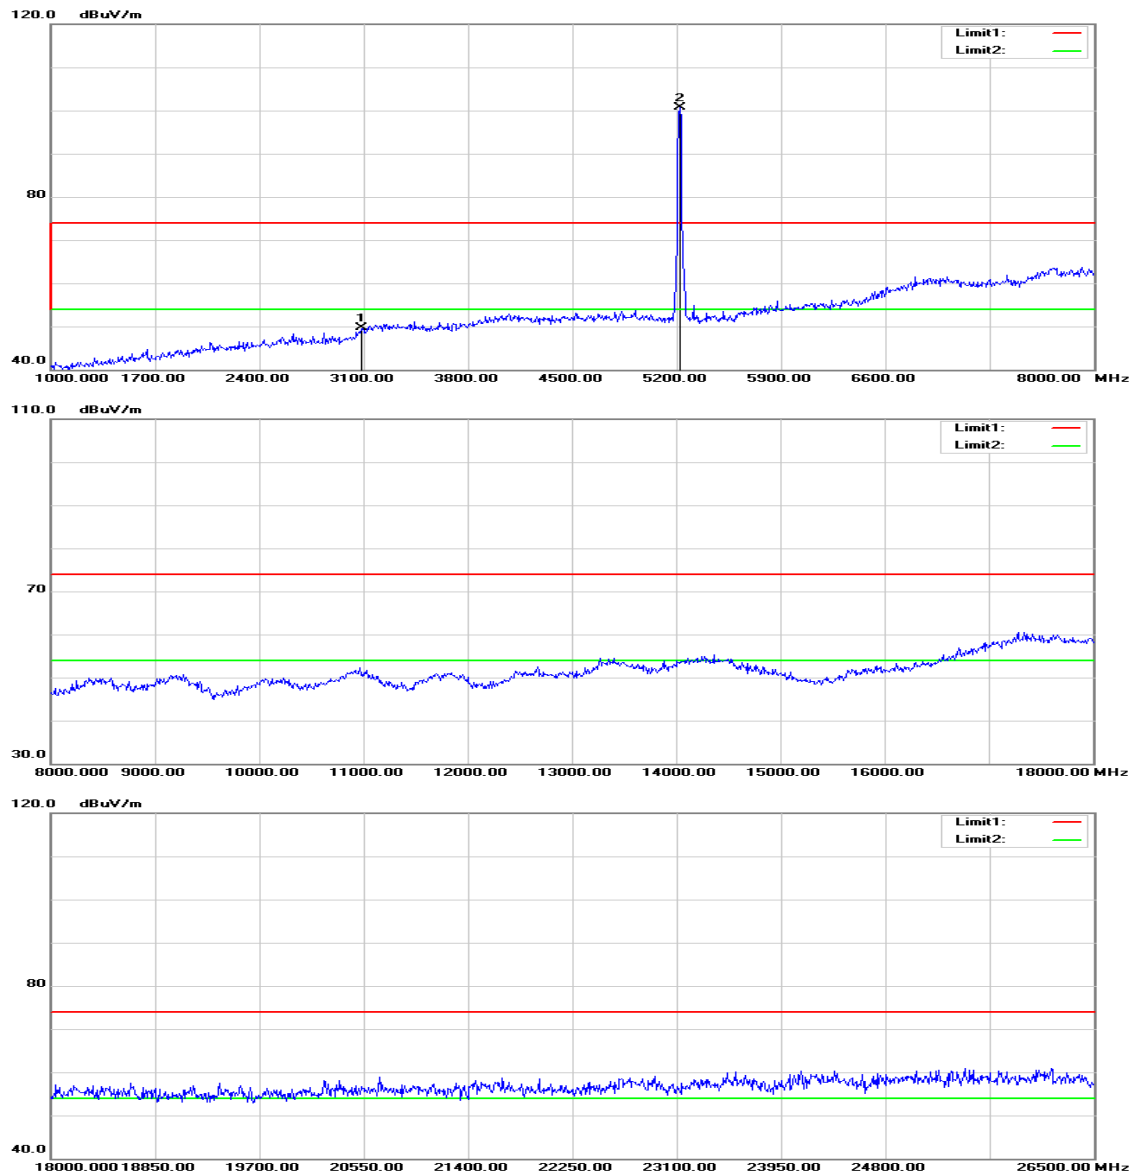 120.0 dBuV/m
Limit1:
Limit2:
2
80
1
40.0
1000.000 1700.00 2400.00 3100.00 3800.00 4500.00 5200.00 5900.00 6600.00 8000.00 MHz
110.0 dBuV/m
Limit1:
Limit2:
70
30.0
8000.000 9000.00 10000.00 11000.00 12000.00 13000.00 14000.00 15000.00 16000.00 18000.00 MHz
120.0 dBuV/m
Limit1:
Limit2:
80
40.0
18000.000 18850.00 19700.00 20550.00 21400.00 22250.00 23100.00 23950.00 24800.00 26500.00 MHz